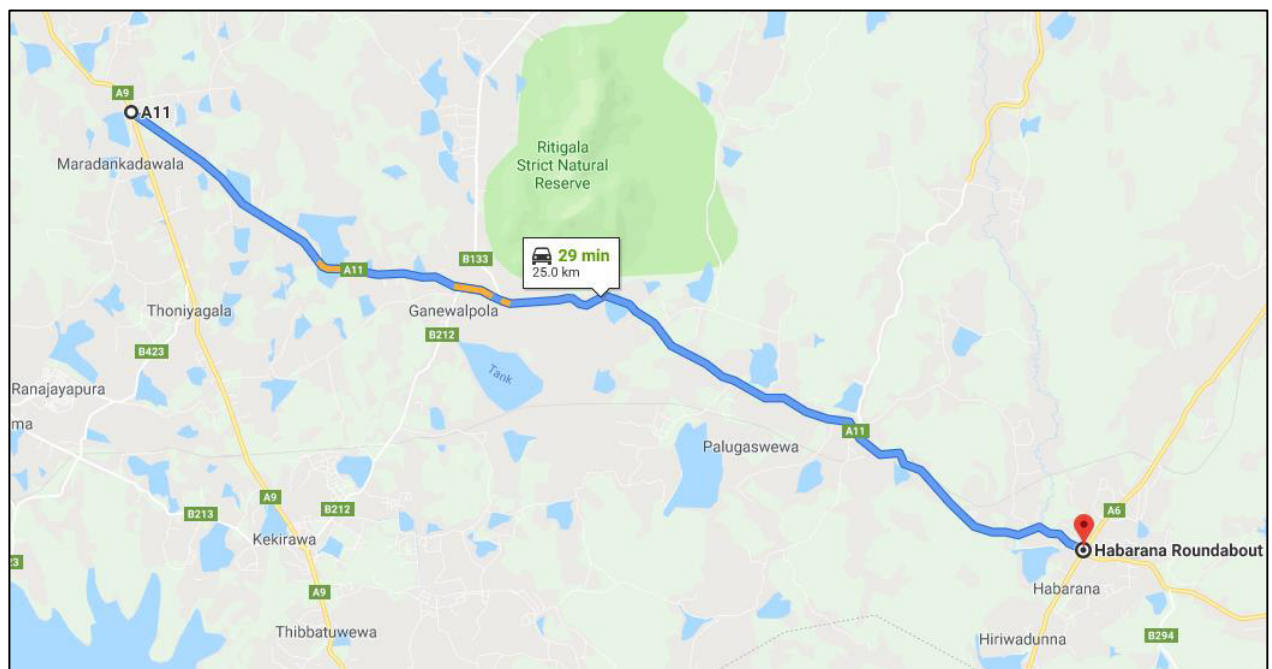 A9
A11
Maradankadawala
Ritigala
Strict Natural
Reserve
B133
29 min
25.0 km
A11
Thoniyagala
Ganewalpola
B212
B423
Tank
Ranajayapura
ma
Palugaswewa
A11
A9
B212
B213
Kekirawa
A6
Habarana Roundabout
23
A9
Habarana
Thibbatuwewa
Hiriwadunna
B294